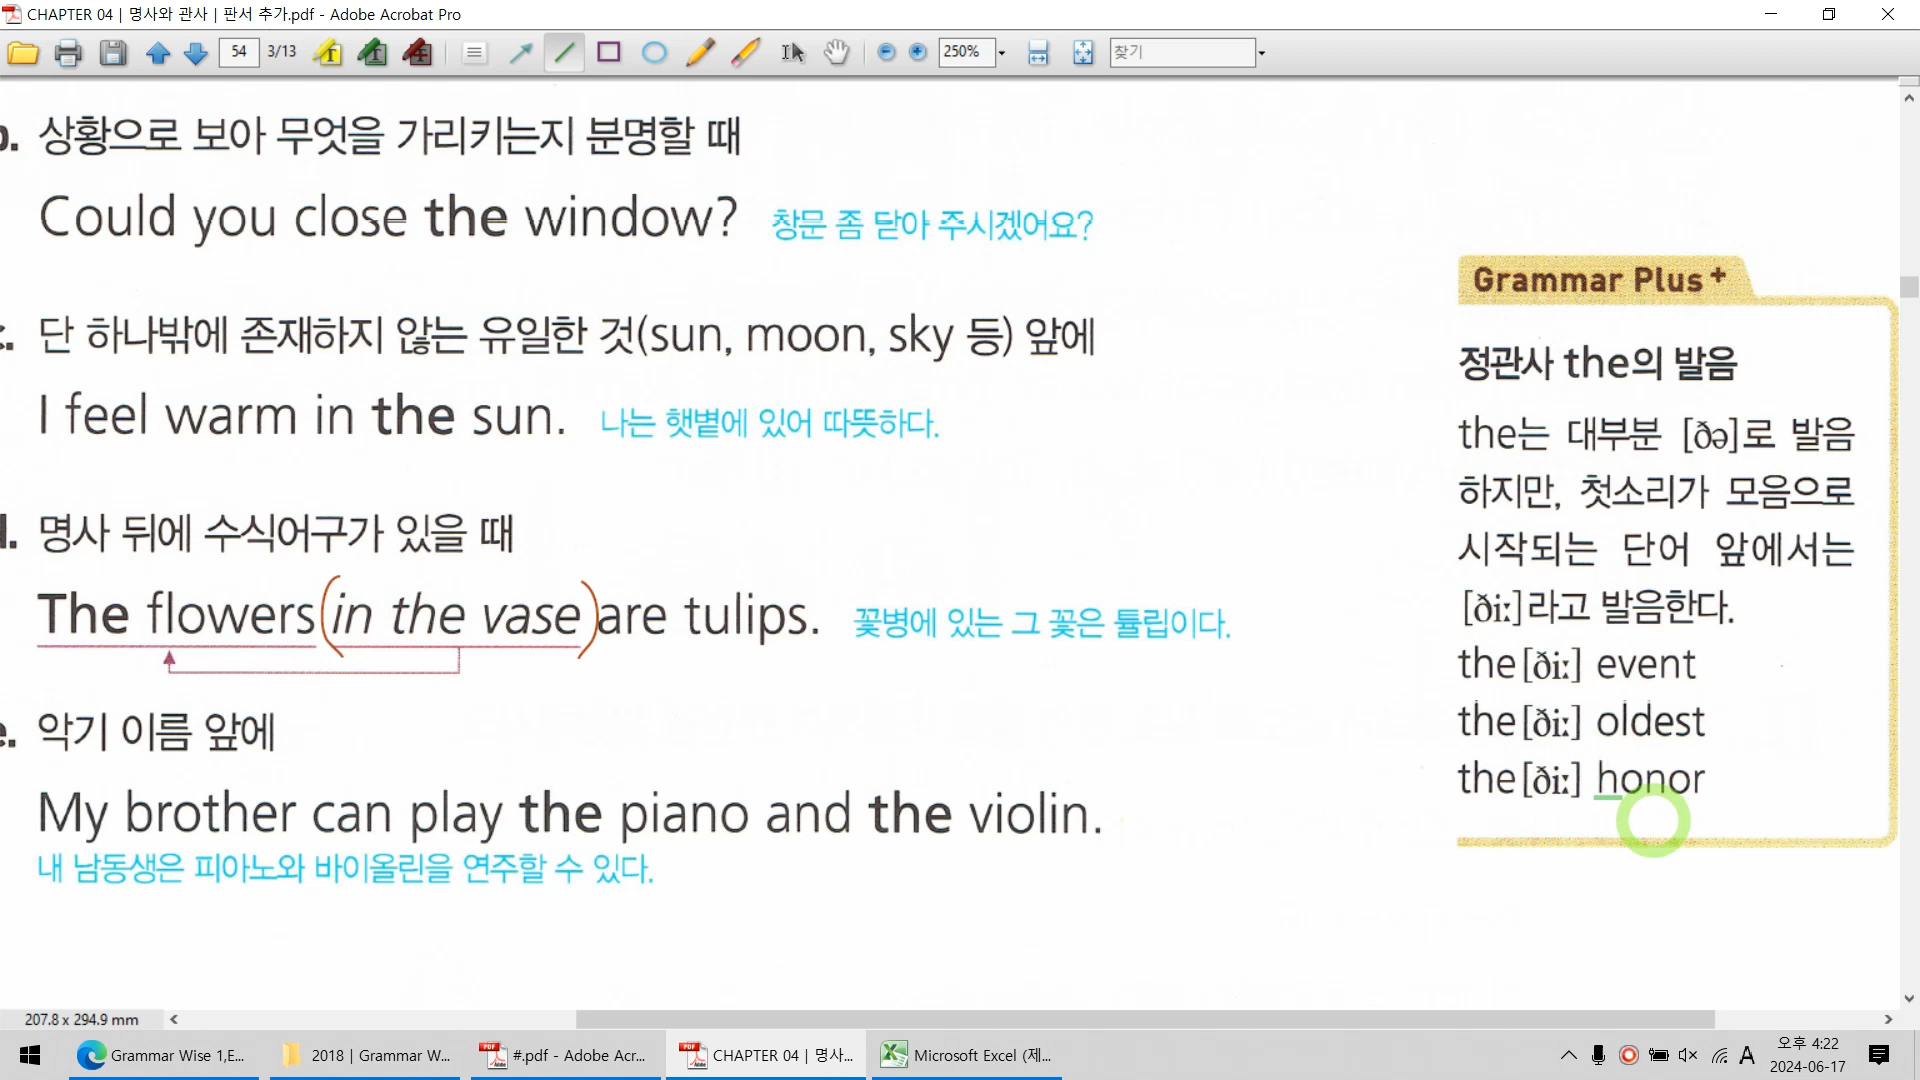 CHAPTER 04 | 명사와 관사 | 판서 추가.pdf - Adobe Acrobat Pro
54 3/13 250% 찾기
b. 상황으로 보아 무엇을 가리키는지 분명할 때
Could you close the window? 창문 좀 닫아 주시겠어요?
c. 단 하나밖에 존재하지 않는 유일한 것(sun, moon, sky 등) 앞에
I feel warm in the sun. 나는 햇볕에 있어 따뜻하다.
d. 명사 뒤에 수식어구가 있을 때
The flowers (in the vase) are tulips. 꽃병에 있는 그 꽃은 튤립이다.
e. 악기 이름 앞에
My brother can play the piano and the violin.
내 남동생은 피아노와 바이올린을 연주할 수 있다.
Grammar Plus+
정관사 the의 발음
the는 대부분 [ðə]로 발음
하지만, 첫소리가 모음으로
시작되는 단어 앞에서는
[ðiː]라고 발음한다.
the[ðiː] event
the[ðiː] oldest
the[ðiː] honor
207.8 x 294.9 mm
Grammar Wise 1,E...
2018 | Grammar W...
#.pdf - Adobe Acr...
CHAPTER 04 | 명사...
Microsoft Excel (제...
A
오후 4:22
2024-06-17